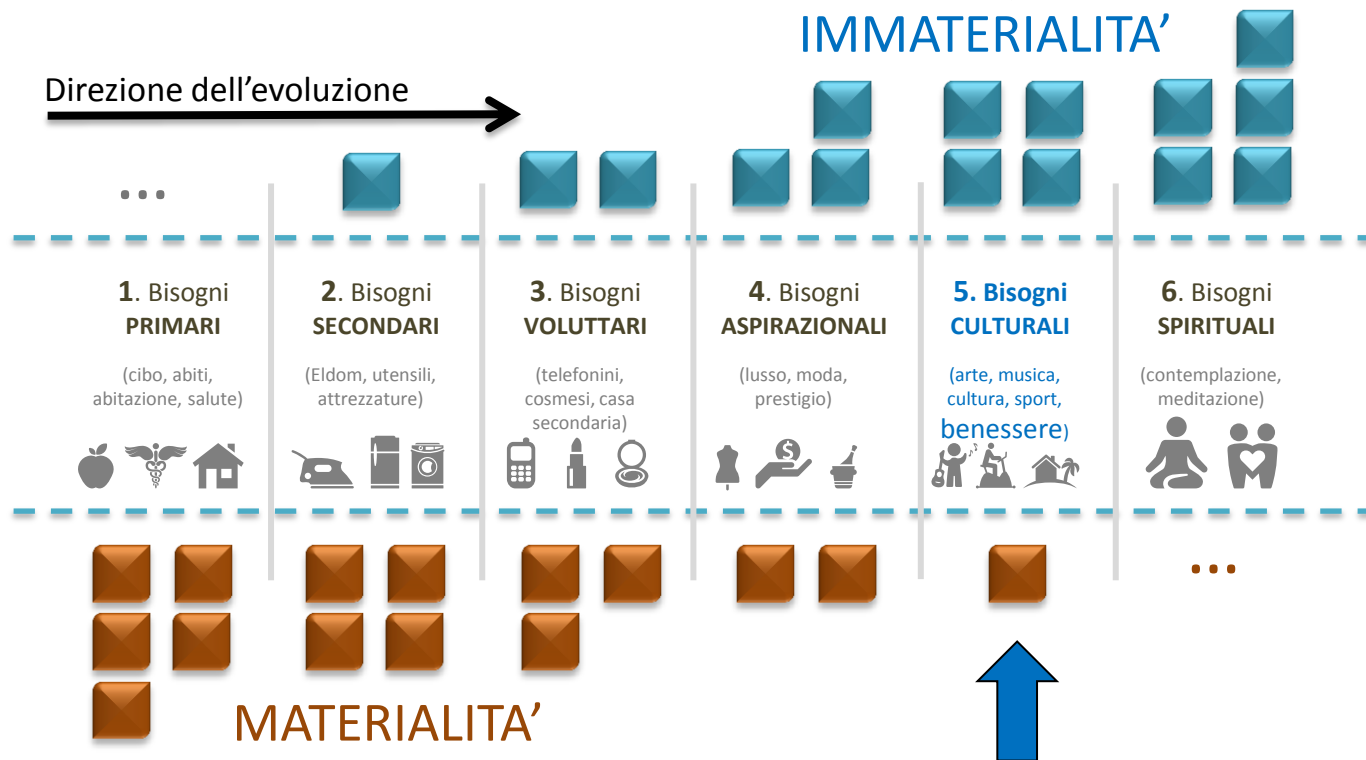 IMMATERIALITA’
Direzione dell’evoluzione
...
1. Bisogni
PRIMARI
(cibo, abiti,
abitazione, salute)
2. Bisogni
SECONDARI
(Eldom, utensili,
attrezzature)
3. Bisogni
VOLUTTARI
(telefonini,
cosmesi, casa
secondaria)
4. Bisogni
ASPIRAZIONALI
(lusso, moda,
prestigio)
5. Bisogni
CULTURALI
(arte, musica,
cultura, sport,
benessere)
6. Bisogni
SPIRITUALI
(contemplazione,
meditazione)
$
...
MATERIALITA’